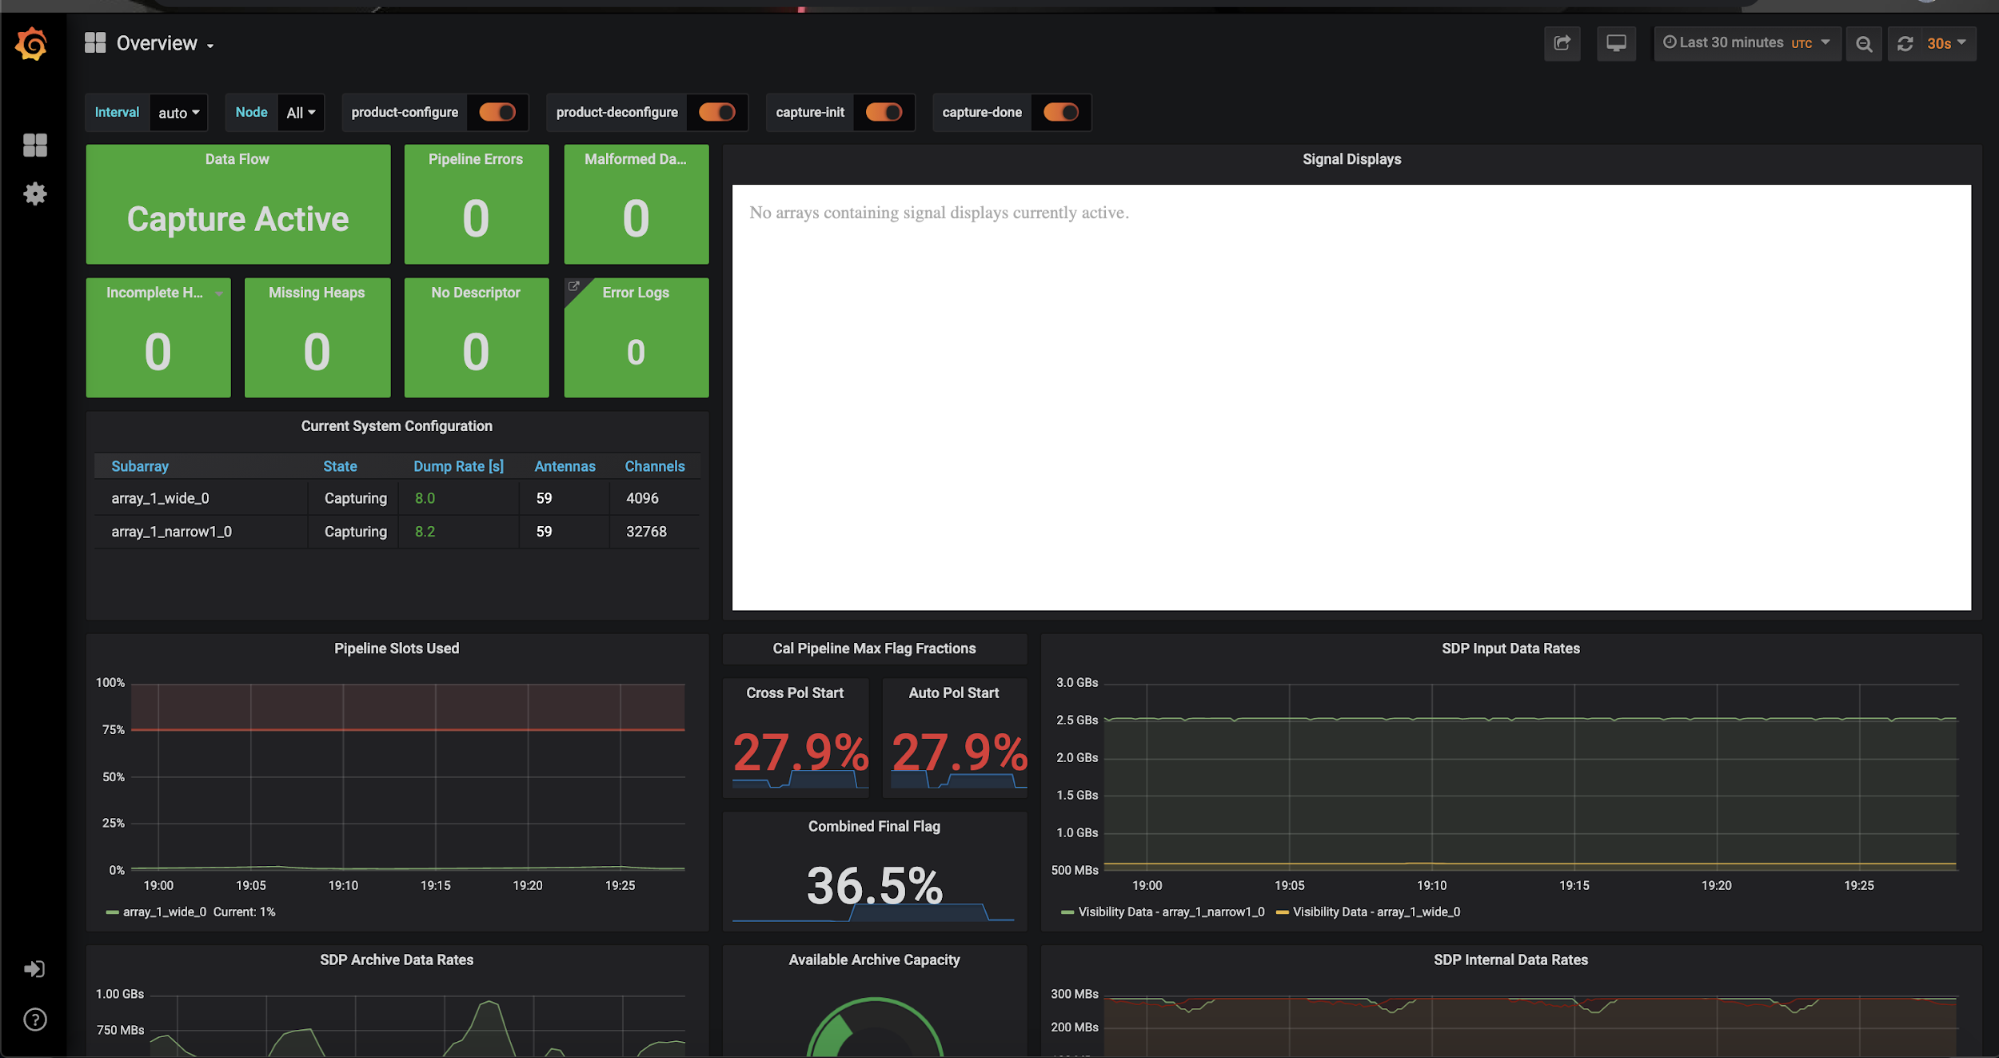 Overview
Last 30 minutes UTC
30s
Interval auto Node All product-configure product-deconfigure capture-init capture-done
Data Flow
Capture Active
Pipeline Errors
0
Malformed Da...
0
Incomplete H...
0
Missing Heaps
0
No Descriptor
0
Error Logs
0
Signal Displays
No arrays containing signal displays currently active.
Current System Configuration
Subarray State Dump Rate [s] Antennas Channels
array_1_wide_0 Capturing 8.0 59 4096
array_1_narrow1_0 Capturing 8.2 59 32768
Pipeline Slots Used
100%
75%
50%
25%
0%
19:00 19:05 19:10 19:15 19:20 19:25
array_1_wide_0 Current: 1%
Cal Pipeline Max Flag Fractions
Cross Pol Start
27.9%
Auto Pol Start
27.9%
Combined Final Flag
36.5%
SDP Input Data Rates
3.0 GBs
2.5 GBs
2.0 GBs
1.5 GBs
1.0 GBs
500 MBs
19:00 19:05 19:10 19:15 19:20 19:25
Visibility Data - array_1_narrow1_0 Visibility Data - array_1_wide_0
SDP Archive Data Rates
1.00 GBs
750 MBs
Available Archive Capacity
SDP Internal Data Rates
300 MBs
200 MBs